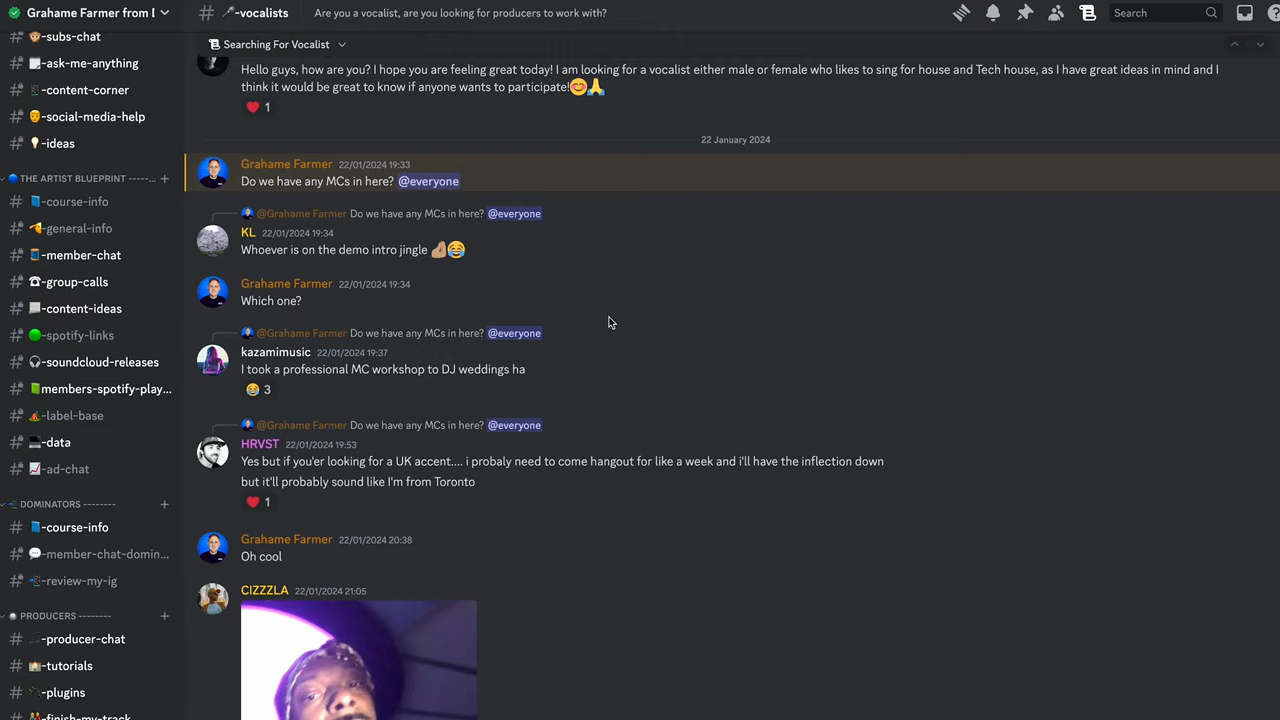 Grahame Farmer from
-subs-chat
-ask-me-anything
-content-corner
-social-media-help
-ideas
THE ARTIST BLUEPRINT -----...
-course-info
-general-info
-member-chat
-group-calls
-content-ideas
-spotify-links
-soundcloud-releases
members-spotify-play...
-label-base
-data
-ad-chat
DOMINATORS --------
-course-info
-member-chat-domin...
-review-my-ig
PRODUCERS --------
-producer-chat
-tutorials
-plugins
-finish-my-track
-vocalists Are you a vocalist, are you looking for producers to work with?
Search
Searching For Vocalist
Hello guys, how are you? I hope you are feeling great today! I am looking for a vocalist either male or female who likes to sing for house and Tech house, as I have great ideas in mind and I
think it would be great to know if anyone wants to participate!😊🙏
❤️ 1
22 January 2024
Grahame Farmer 22/01/2024 19:33
Do we have any MCs in here? @everyone
@Grahame Farmer Do we have any MCs in here? @everyone
KL 22/01/2024 19:34
Whoever is on the demo intro jingle 🤌🏽😂
Grahame Farmer 22/01/2024 19:34
Which one?
@Grahame Farmer Do we have any MCs in here? @everyone
kazamimusic 22/01/2024 19:37
I took a professional MC workshop to DJ weddings ha
😂 3
@Grahame Farmer Do we have any MCs in here? @everyone
HRVST 22/01/2024 19:53
Yes but if you'er looking for a UK accent.... i probaly need to come hangout for like a week and i'll have the inflection down
but it'll probably sound like I'm from Toronto
❤️ 1
Grahame Farmer 22/01/2024 20:38
Oh cool
CIZZZLA 22/01/2024 21:05